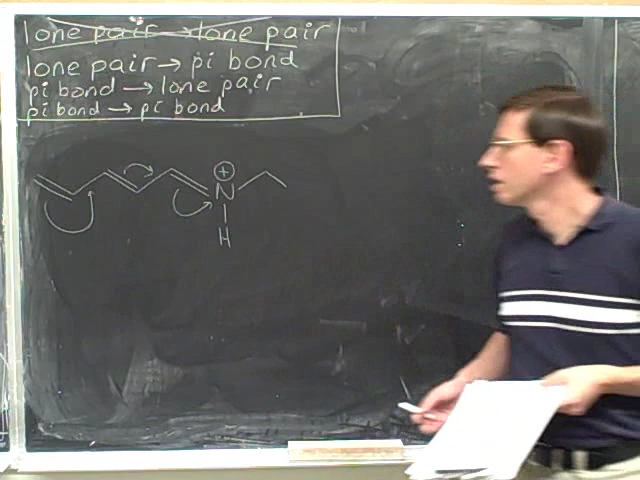 lone pair → lone pair
lone pair → pi bond
pi bond → lone pair
pi bond → pi bond
+
N
H